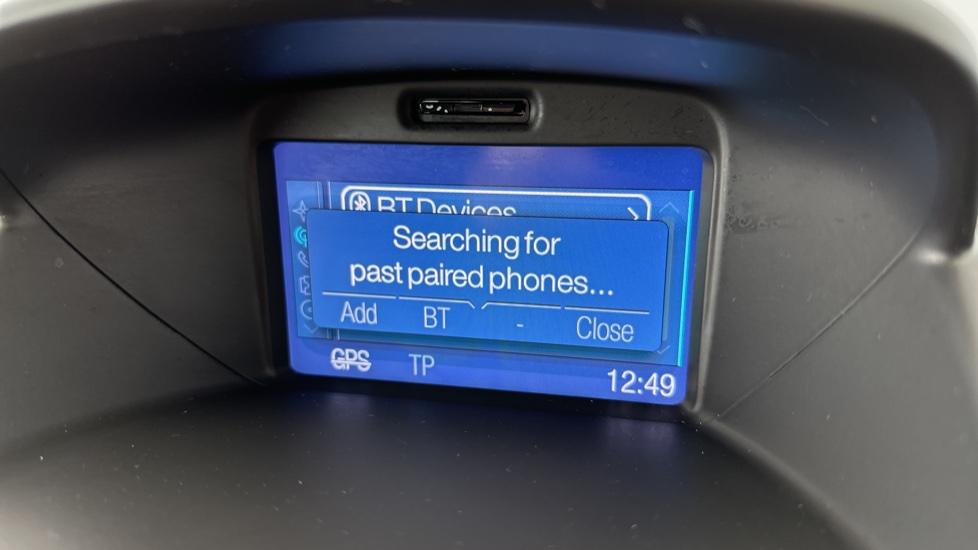 BT Devices
Searching for
past paired phones...
Add BT - Close
GPS TP 12:49